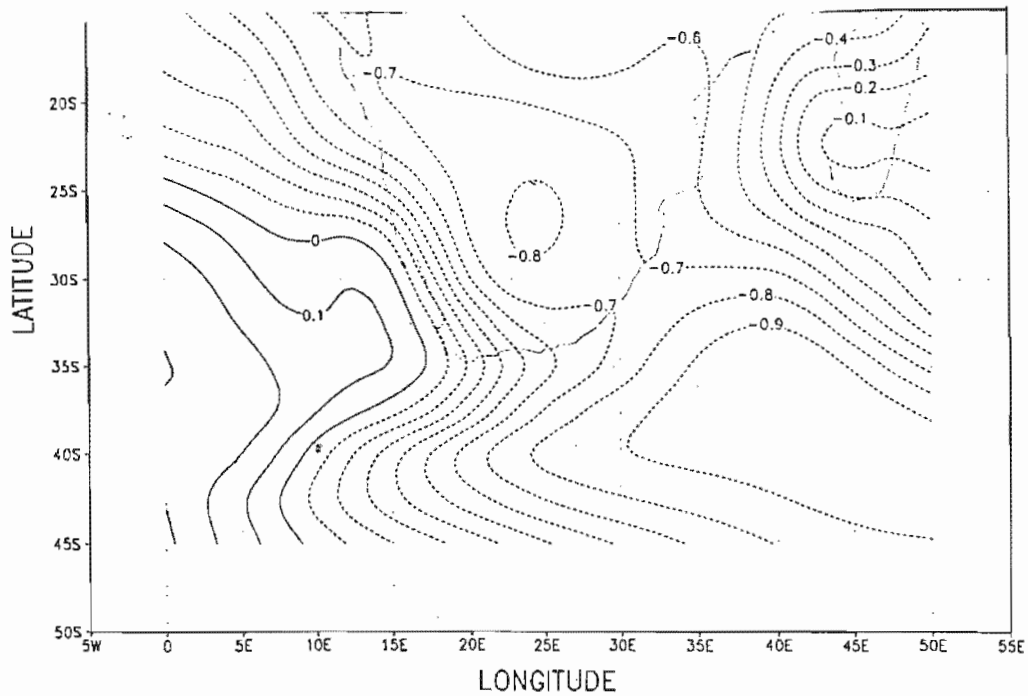 -0.6
-0.4
-0.7
-0.3
-0.2
20S
-0.1
25S
0
-0.8
-0.7
30S
-0.8
-0.7
0.1
-0.9
35S
40S
45S
50S
5W
0
5E
10E
15E
20E
25E
30E
35E
40E
45E
50E
55E
LATITUDE
LONGITUDE